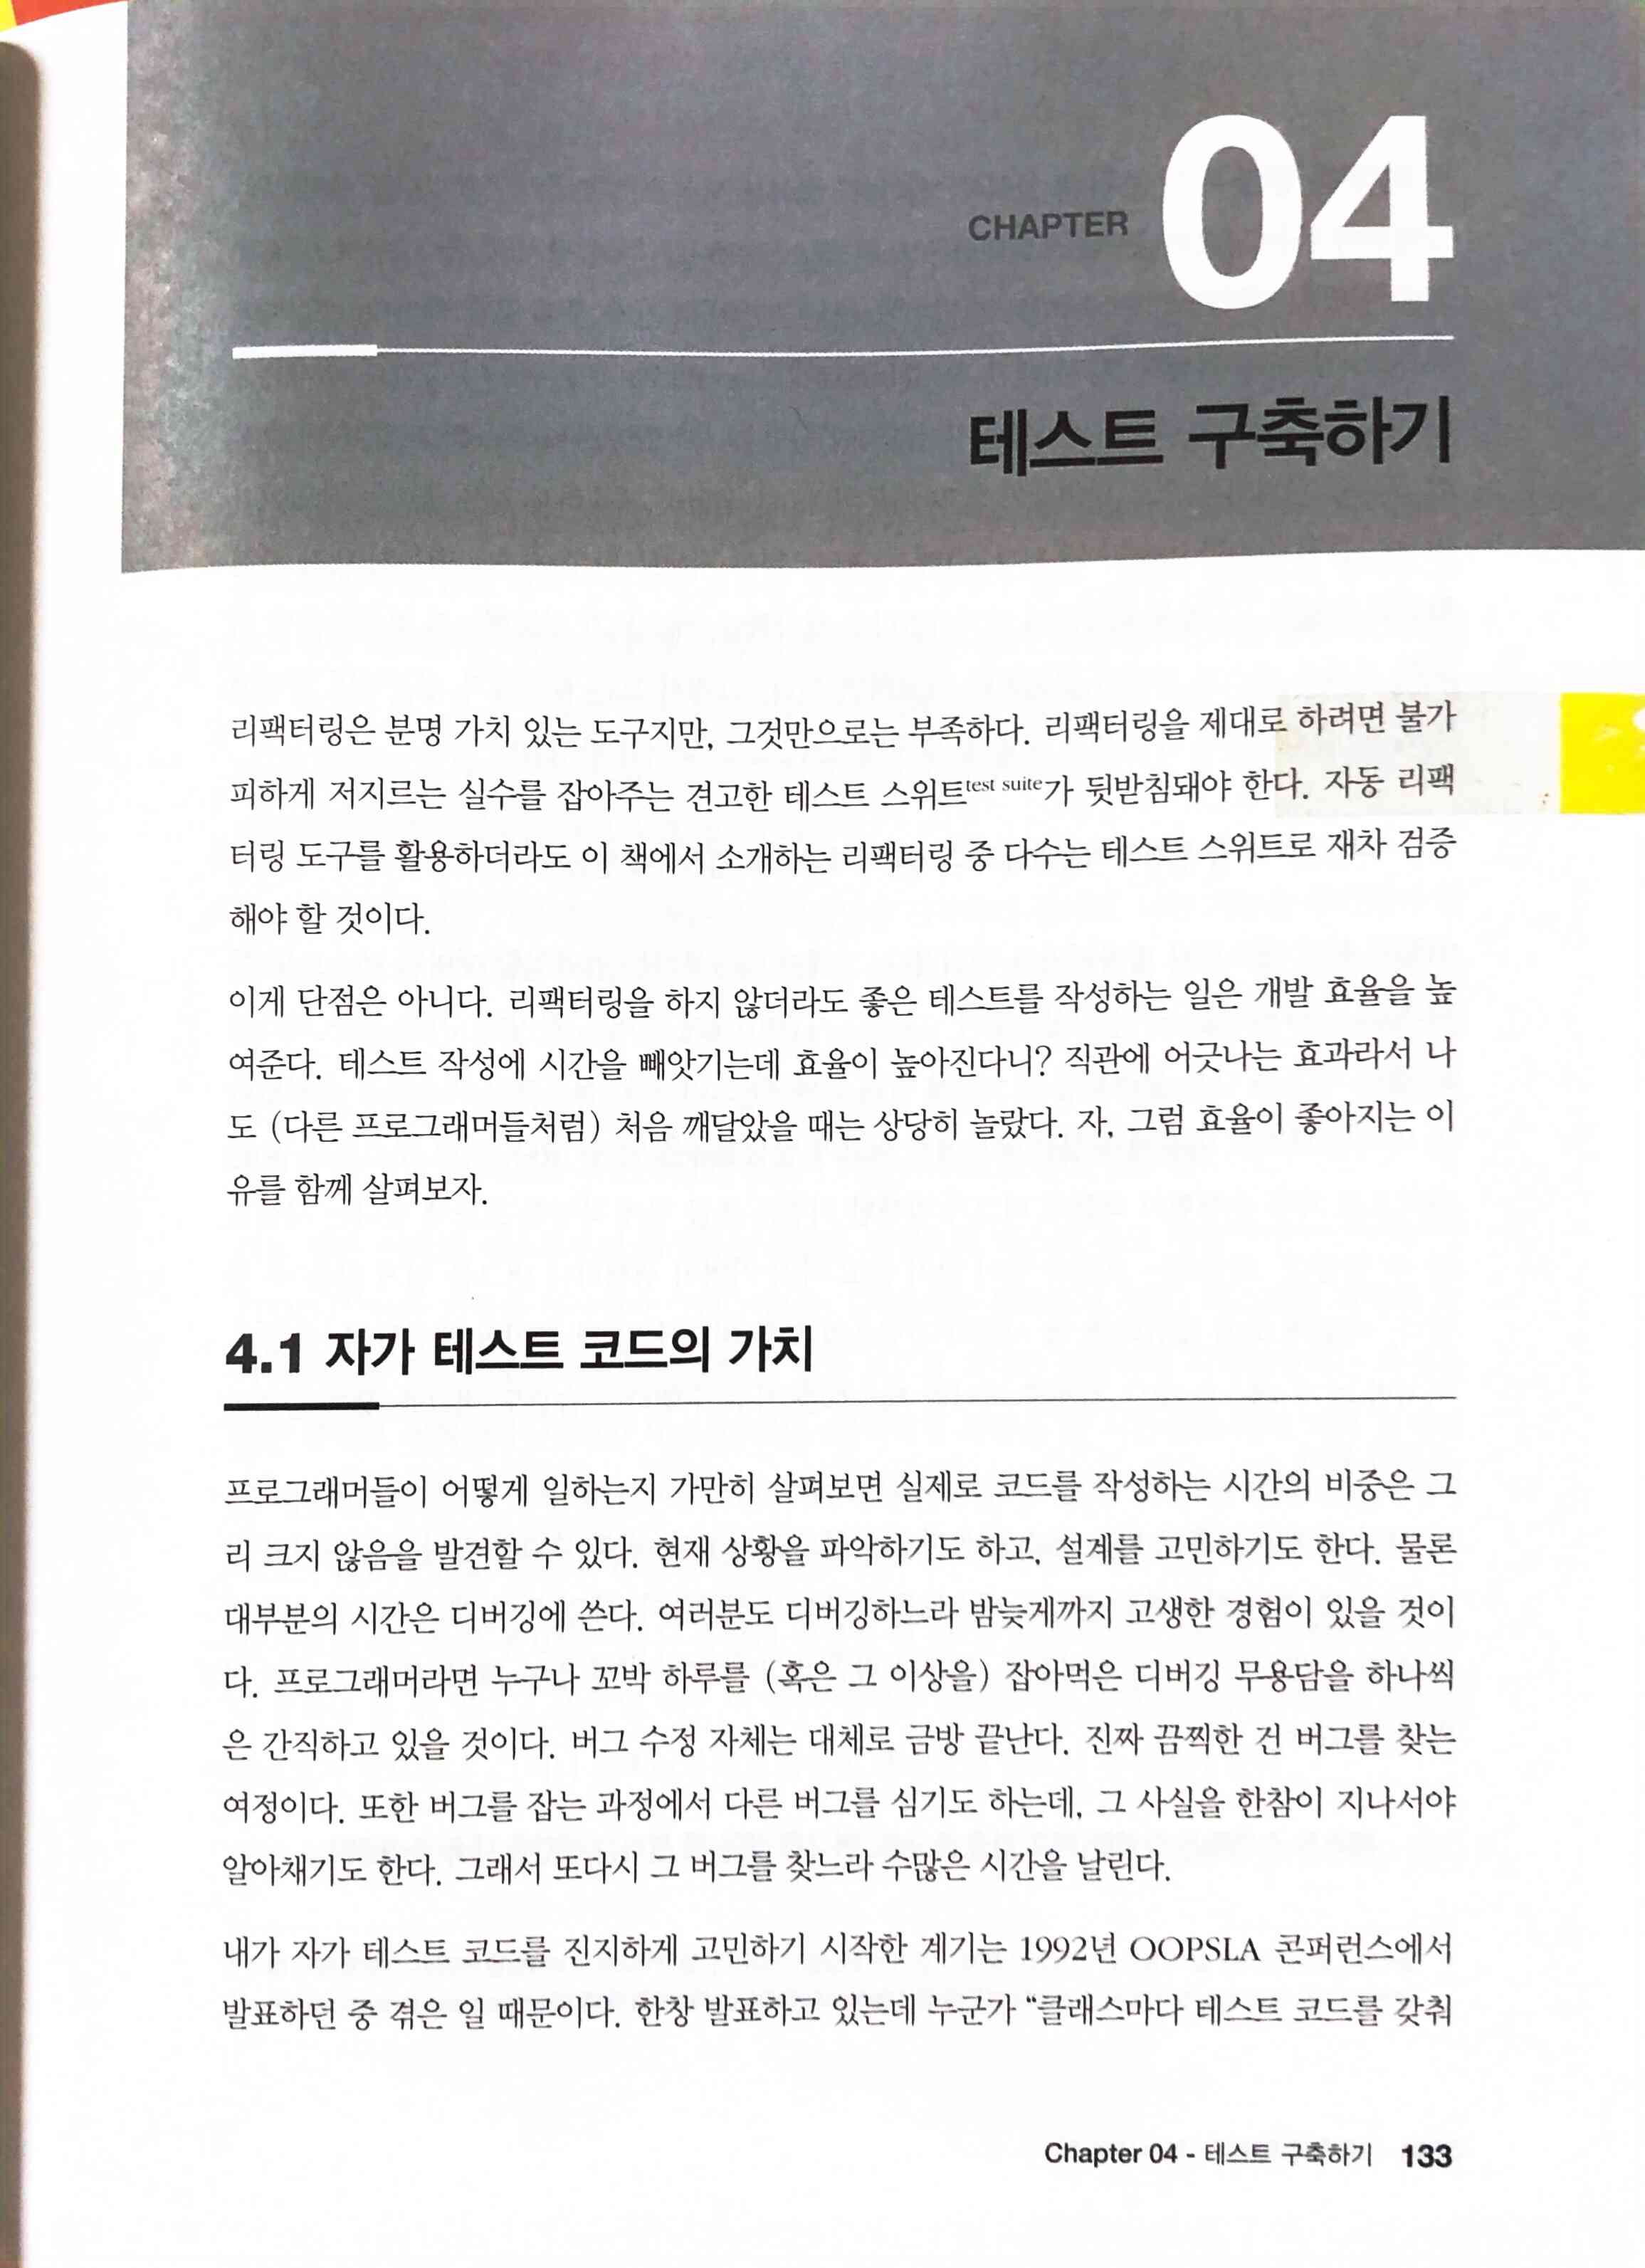 CHAPTER 04
테스트 구축하기
리팩터링은 분명 가치 있는 도구지만, 그것만으로는 부족하다. 리팩터링을 제대로 하려면 불가
피하게 저지르는 실수를 잡아주는 견고한 테스트 스위트test suite가 뒷받침돼야 한다. 자동 리팩
터링 도구를 활용하더라도 이 책에서 소개하는 리팩터링 중 다수는 테스트 스위트로 재차 검증
해야 할 것이다.
이게 단점은 아니다. 리팩터링을 하지 않더라도 좋은 테스트를 작성하는 일은 개발 효율을 높
여준다. 테스트 작성에 시간을 빼앗기는데 효율이 높아진다니? 직관에 어긋나는 효과라서 나
도 (다른 프로그래머들처럼) 처음 깨달았을 때는 상당히 놀랐다. 자, 그럼 효율이 좋아지는 이
유를 함께 살펴보자.
4.1 자가 테스트 코드의 가치
프로그래머들이 어떻게 일하는지 가만히 살펴보면 실제로 코드를 작성하는 시간의 비중은 그
리 크지 않음을 발견할 수 있다. 현재 상황을 파악하기도 하고, 설계를 고민하기도 한다. 물론
대부분의 시간은 디버깅에 쓴다. 여러분도 디버깅하느라 밤늦게까지 고생한 경험이 있을 것이
다. 프로그래머라면 누구나 꼬박 하루를 (혹은 그 이상을) 잡아먹은 디버깅 무용담을 하나씩
은 간직하고 있을 것이다. 버그 수정 자체는 대체로 금방 끝난다. 진짜 끔찍한 건 버그를 찾는
여정이다. 또한 버그를 잡는 과정에서 다른 버그를 심기도 하는데, 그 사실을 한참이 지나서야
알아채기도 한다. 그래서 또다시 그 버그를 찾느라 수많은 시간을 날린다.
내가 자가 테스트 코드를 진지하게 고민하기 시작한 계기는 1992년 OOPSLA 콘퍼런스에서
발표하던 중 겪은 일 때문이다. 한창 발표하고 있는데 누군가 “클래스마다 테스트 코드를 갖춰
Chapter 04 - 테스트 구축하기 133